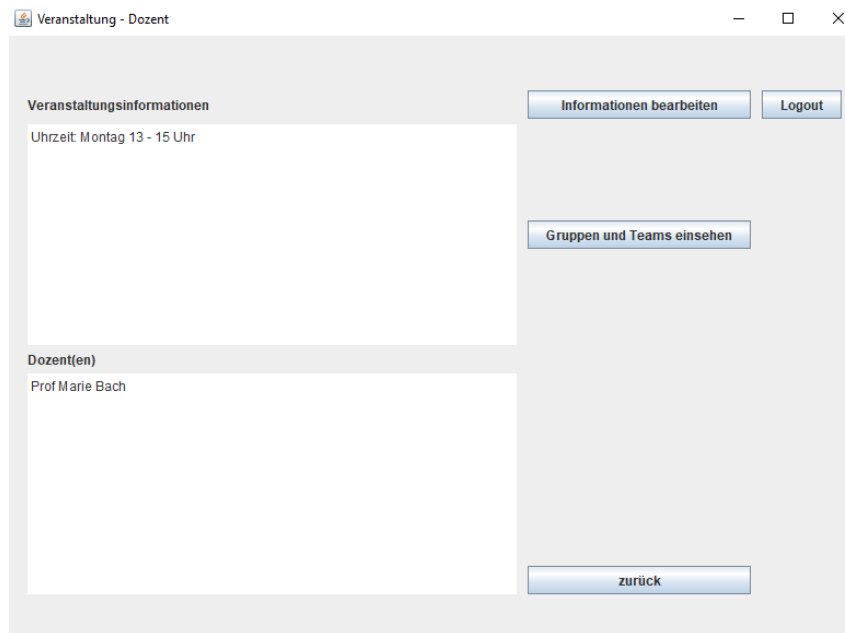 Veranstaltung - Dozent
Veranstaltungsinformationen
Informationen bearbeiten
Logout
Uhrzeit: Montag 13 - 15 Uhr
Gruppen und Teams einsehen
Dozent(en)
Prof Marie Bach
zurück